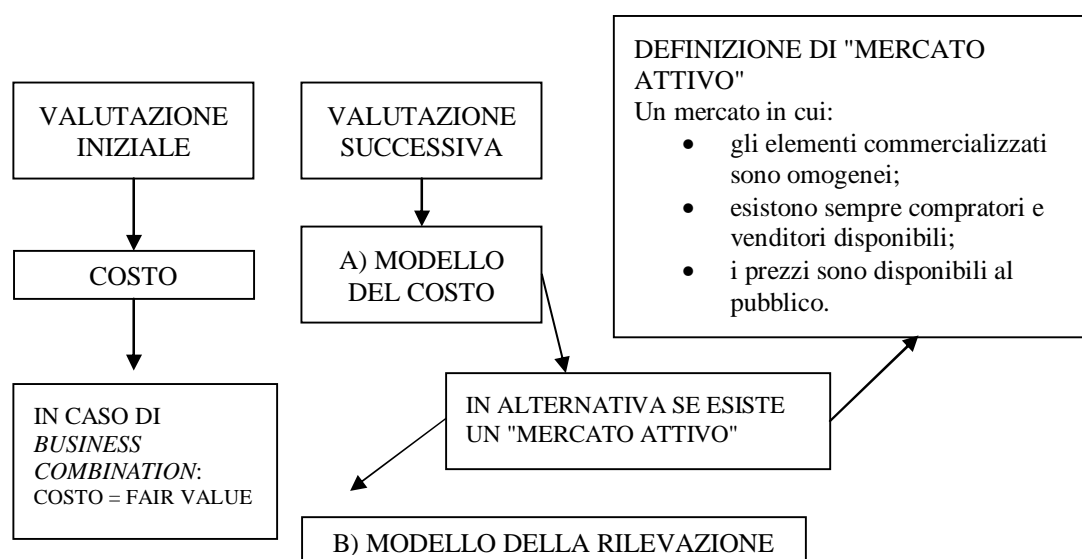 VALUTAZIONE
INIZIALE
COSTO
IN CASO DI
BUSINESS
COMBINATION:
COSTO = FAIR VALUE
VALUTAZIONE
SUCCESSIVA
A) MODELLO
DEL COSTO
IN ALTERNATIVA SE ESISTE
UN "MERCATO ATTIVO"
B) MODELLO DELLA RILEVAZIONE
DEFINIZIONE DI "MERCATO
ATTIVO"
Un mercato in cui:
• gli elementi commercializzati
sono omogenei;
• esistono sempre compratori e
venditori disponibili;
• i prezzi sono disponibili al
pubblico.